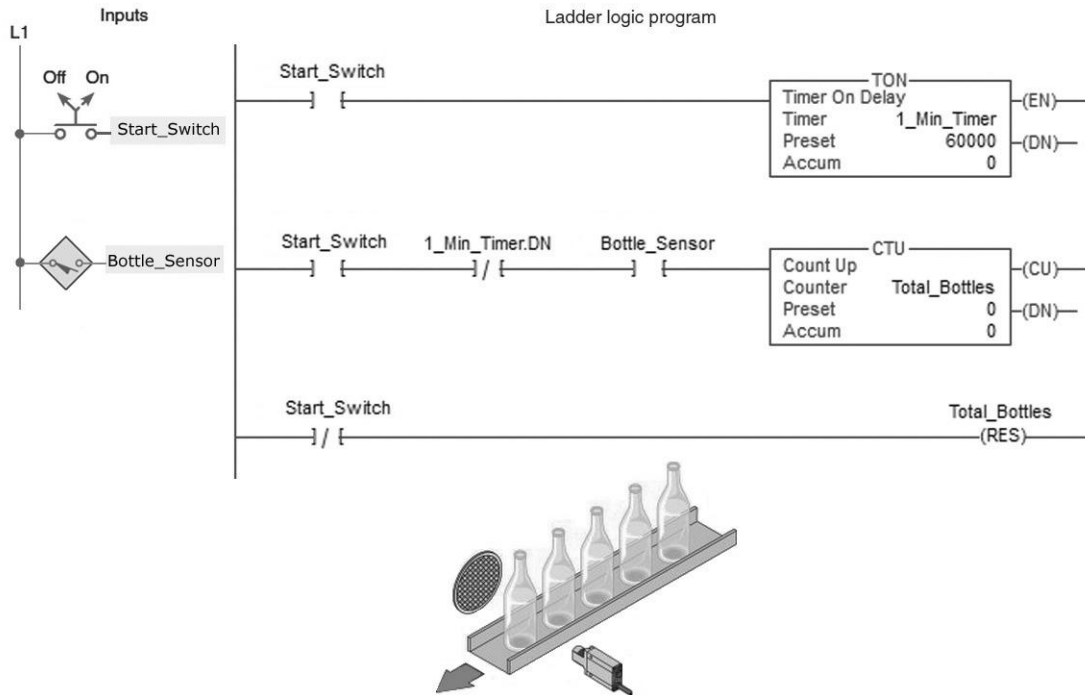 Inputs
Ladder logic program
L1
Off On
Start_Switch
Bottle_Sensor
Start_Switch
TON
Timer On Delay
Timer 1_Min_Timer
Preset 60000
Accum 0
(EN)
(DN)
Start_Switch 1_Min_Timer.DN Bottle_Sensor
CTU
Count Up
Counter Total_Bottles
Preset 0
Accum 0
(CU)
(DN)
Start_Switch
Total_Bottles
(RES)